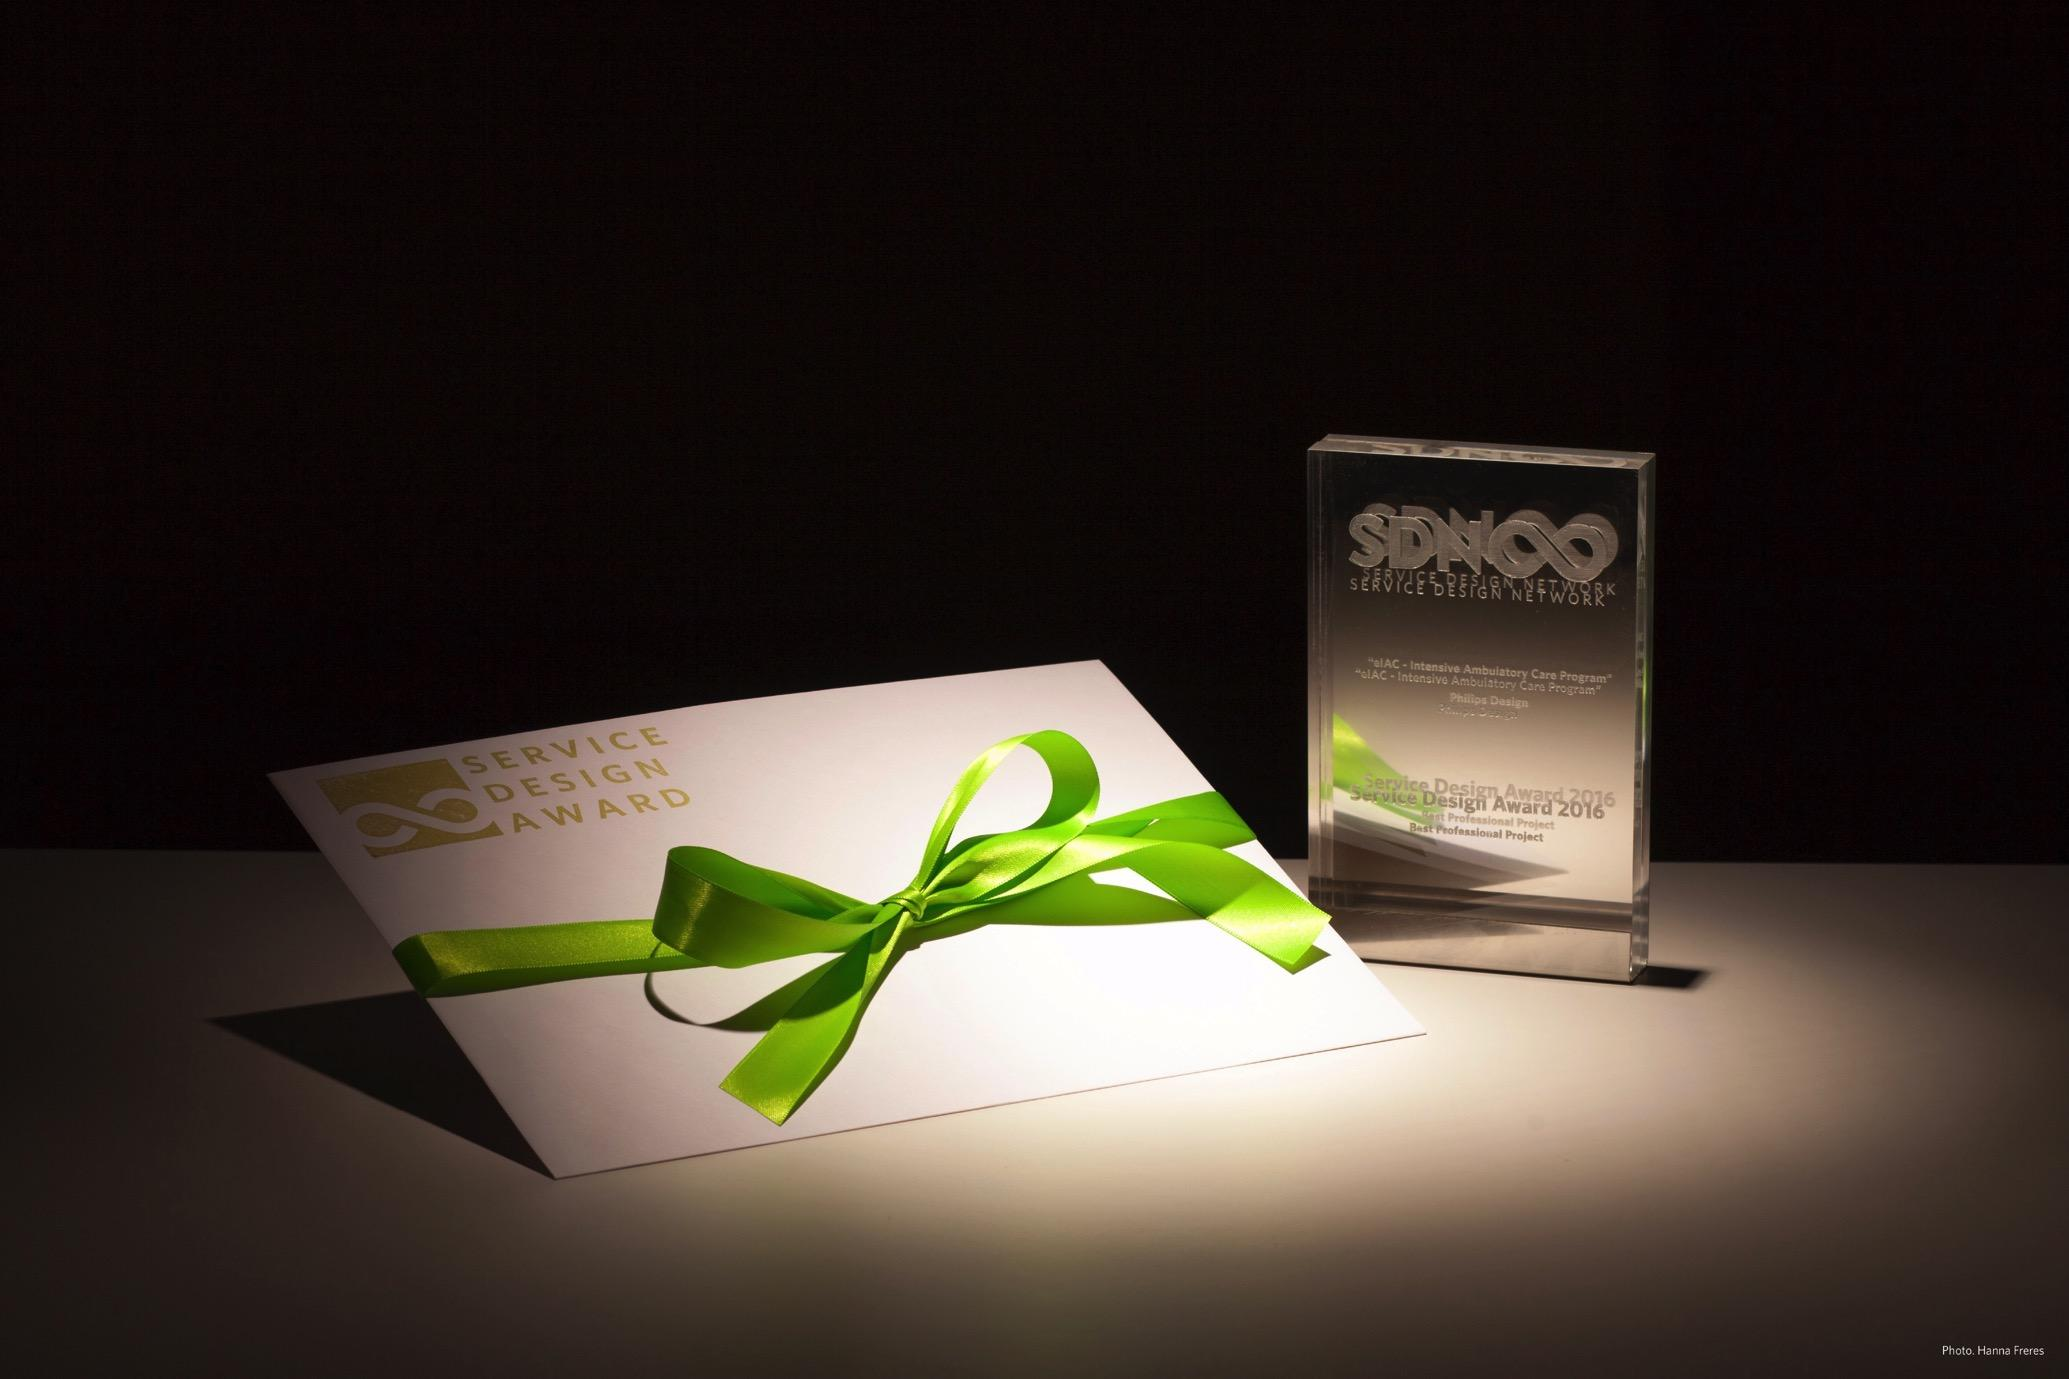 SERVICE
DESIGN
AWARD
SDN
SERVICE DESIGN NETWORK
"eIAC - Intensive Ambulatory Care Program"
Philips Design
Service Design Award 2016
Best Professional Project
Photo. Hanna Freres